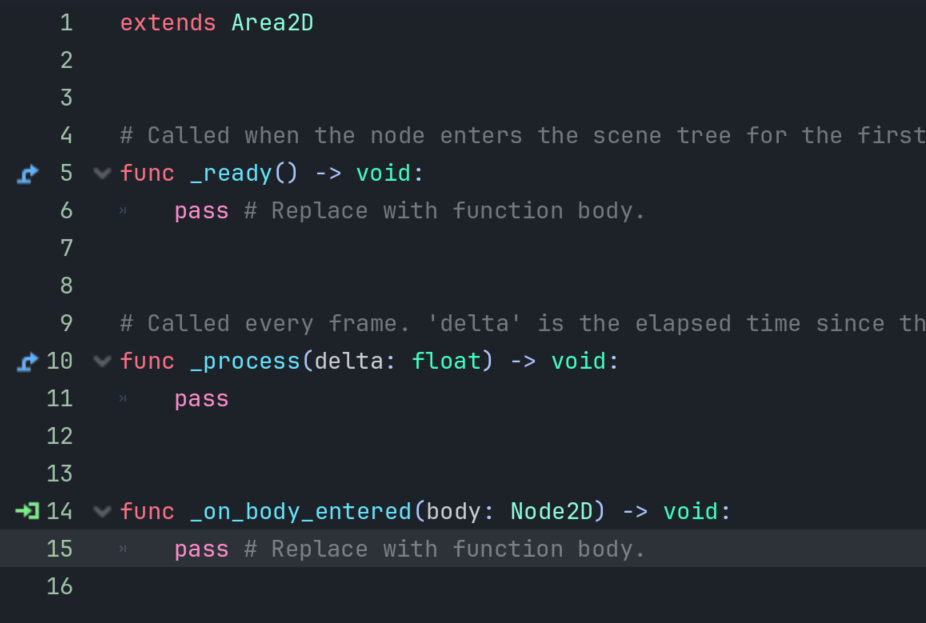 1 extends Area2D
2
3
4 # Called when the node enters the scene tree for the first
5 func _ready() -> void:
6 pass # Replace with function body.
7
8
9 # Called every frame. 'delta' is the elapsed time since th
10 func _process(delta: float) -> void:
11 pass
12
13
14 func _on_body_entered(body: Node2D) -> void:
15 pass # Replace with function body.
16